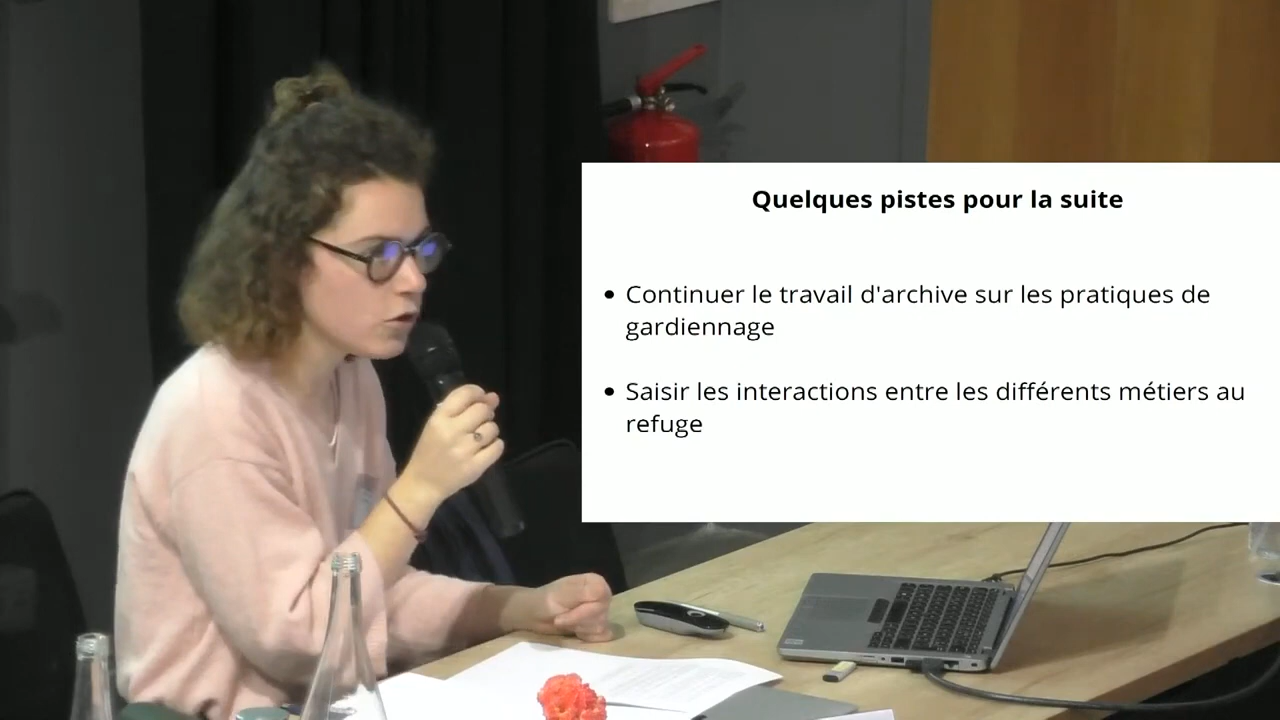 Quelques pistes pour la suite
Continuer le travail d'archive sur les pratiques de
gardiennage
Saisir les interactions entre les différents métiers au
refuge